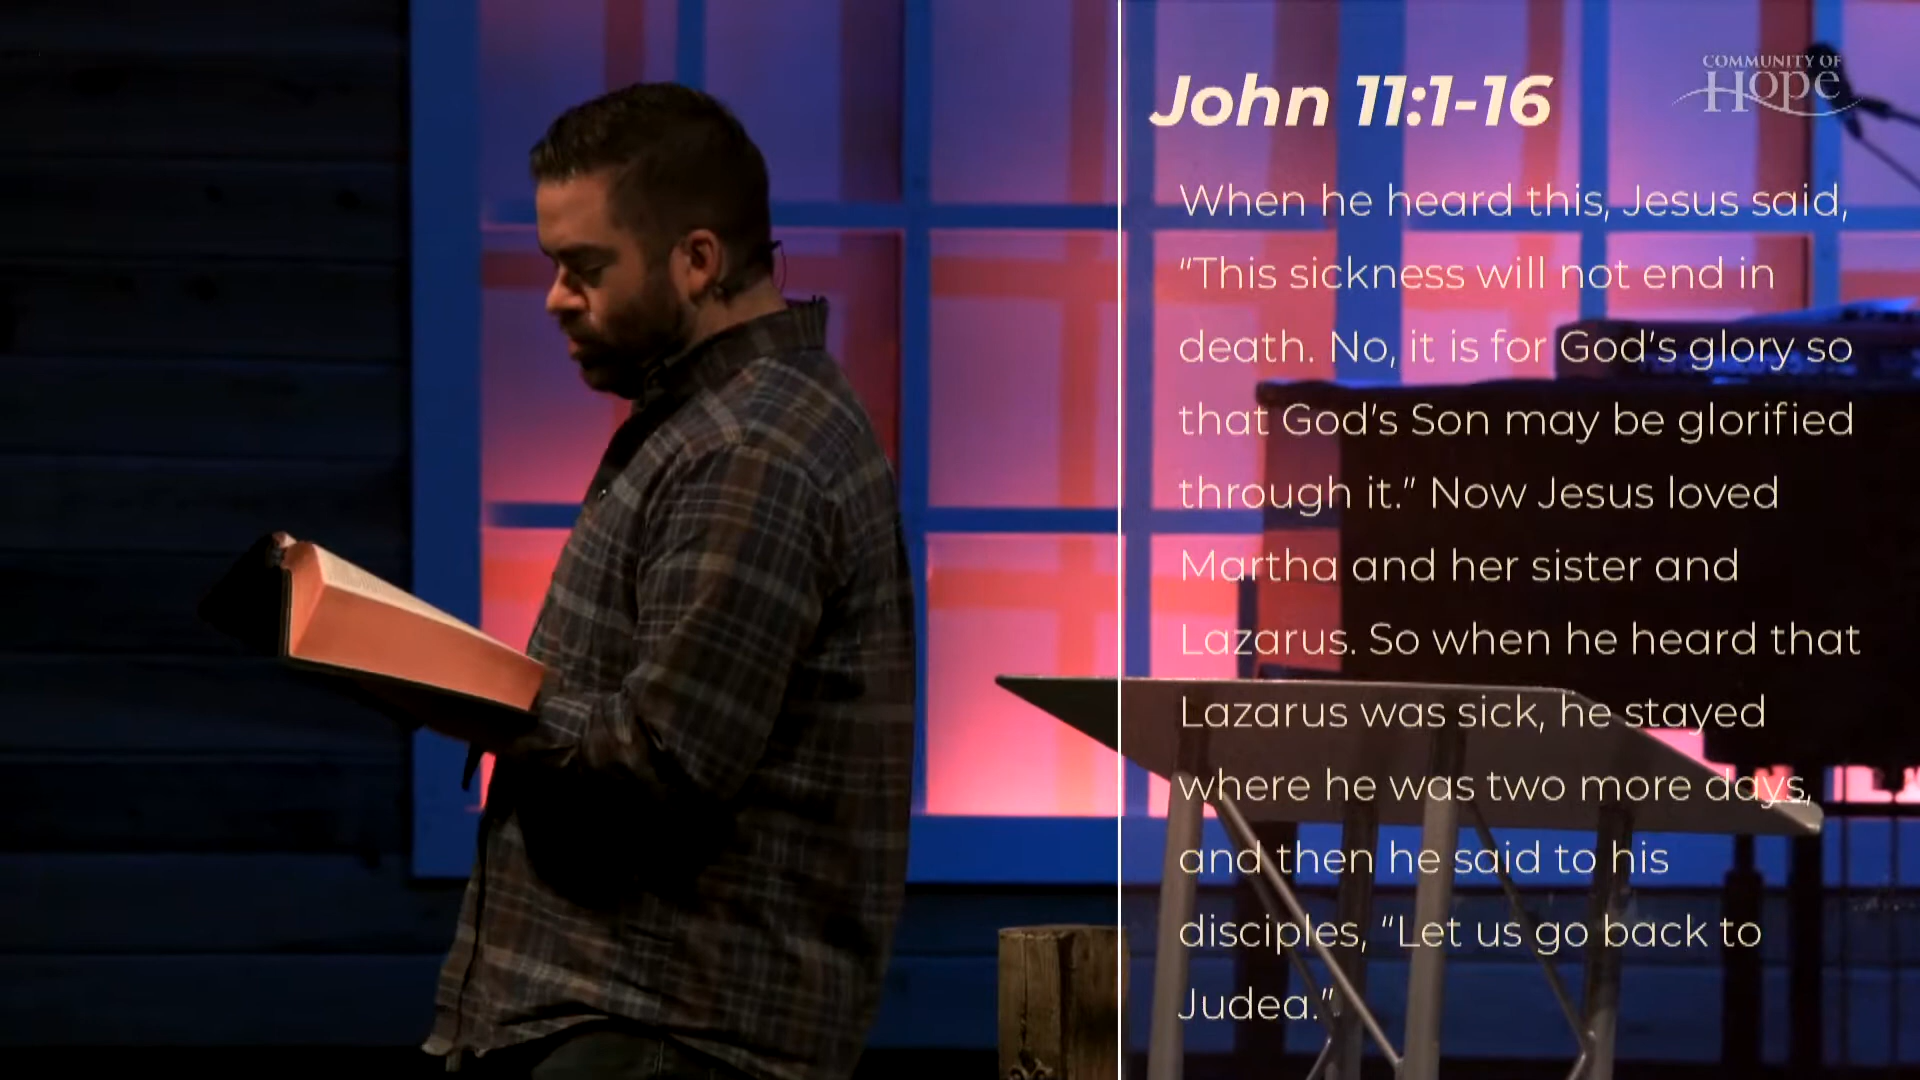 COMMUNITY OF
Hope
John 11:1-16
When he heard this, Jesus said,
“This sickness will not end in
death. No, it is for God’s glory so
that God’s Son may be glorified
through it.” Now Jesus loved
Martha and her sister and
Lazarus. So when he heard that
Lazarus was sick, he stayed
where he was two more days,
and then he said to his
disciples, “Let us go back to
Judea.”